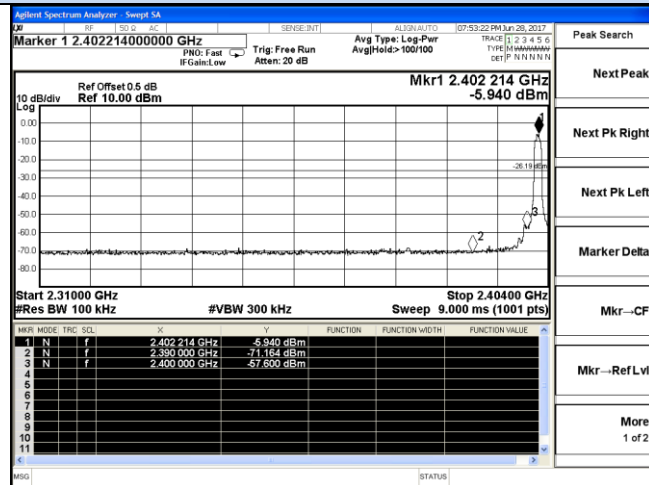 Agilent Spectrum Analyzer - Swept SA
LXI RF 50 Ω AC SENSE:INT ALIGN AUTO 07:53:22 PM Jun 28, 2017
Marker 1 2.402214000000 GHz
PNO: Fast
IFGain:Low
Trig: Free Run
Atten: 20 dB
Avg Type: Log-Pwr
Avg|Hold:>100/100
TRACE 1 2 3 4 5 6
TYPE M WWWWW
DET P N N N N N
Peak Search
Next Peak
Next Pk Right
Next Pk Left
Marker Delta
Mkr→CF
Mkr→Ref Lvl
More
1 of 2
Mkr1 2.402 214 GHz
-5.940 dBm
Ref Offset 0.5 dB
10 dB/div Ref 10.00 dBm
Log
0.00
-10.0
-20.0
-30.0
-40.0
-50.0
-60.0
-70.0
-80.0
1
-26.19 dBm
3
2
Start 2.31000 GHz Stop 2.40400 GHz
#Res BW 100 kHz #VBW 300 kHz Sweep 9.000 ms (1001 pts)
MKR MODE TRC SCL X Y FUNCTION FUNCTION WIDTH FUNCTION VALUE
1 N f 2.402 214 GHz -5.940 dBm
2 N f 2.390 000 GHz -71.164 dBm
3 N f 2.400 000 GHz -57.600 dBm
4
5
6
7
8
9
10
11
MSG STATUS